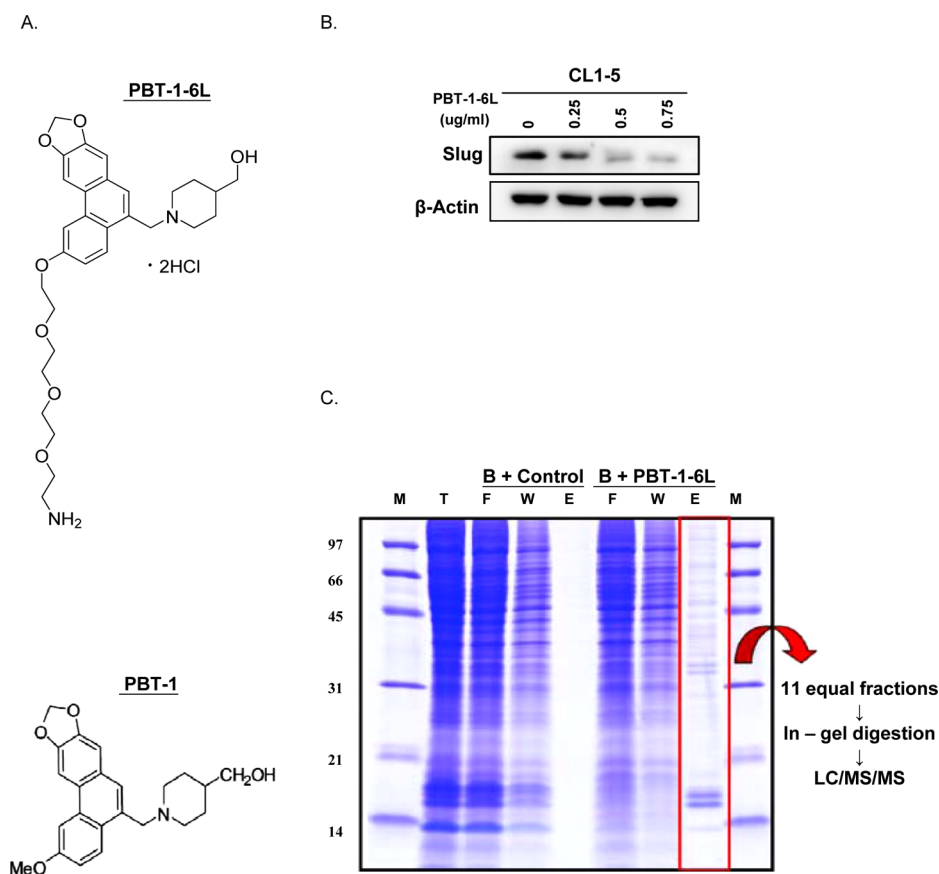 A.
PBT-1-6L
O
O
OH
N
O
· 2HCl
O
O
O
NH₂
PBT-1
O
O
CH₂OH
N
MeO
B.
CL1-5
PBT-1-6L
(ug/ml)
0
0.25
0.5
0.75
Slug
β-Actin
C.
B + Control
B + PBT-1-6L
M T F W E F W E M
97
66
45
31
21
14
11 equal fractions
↓
In – gel digestion
↓
LC/MS/MS